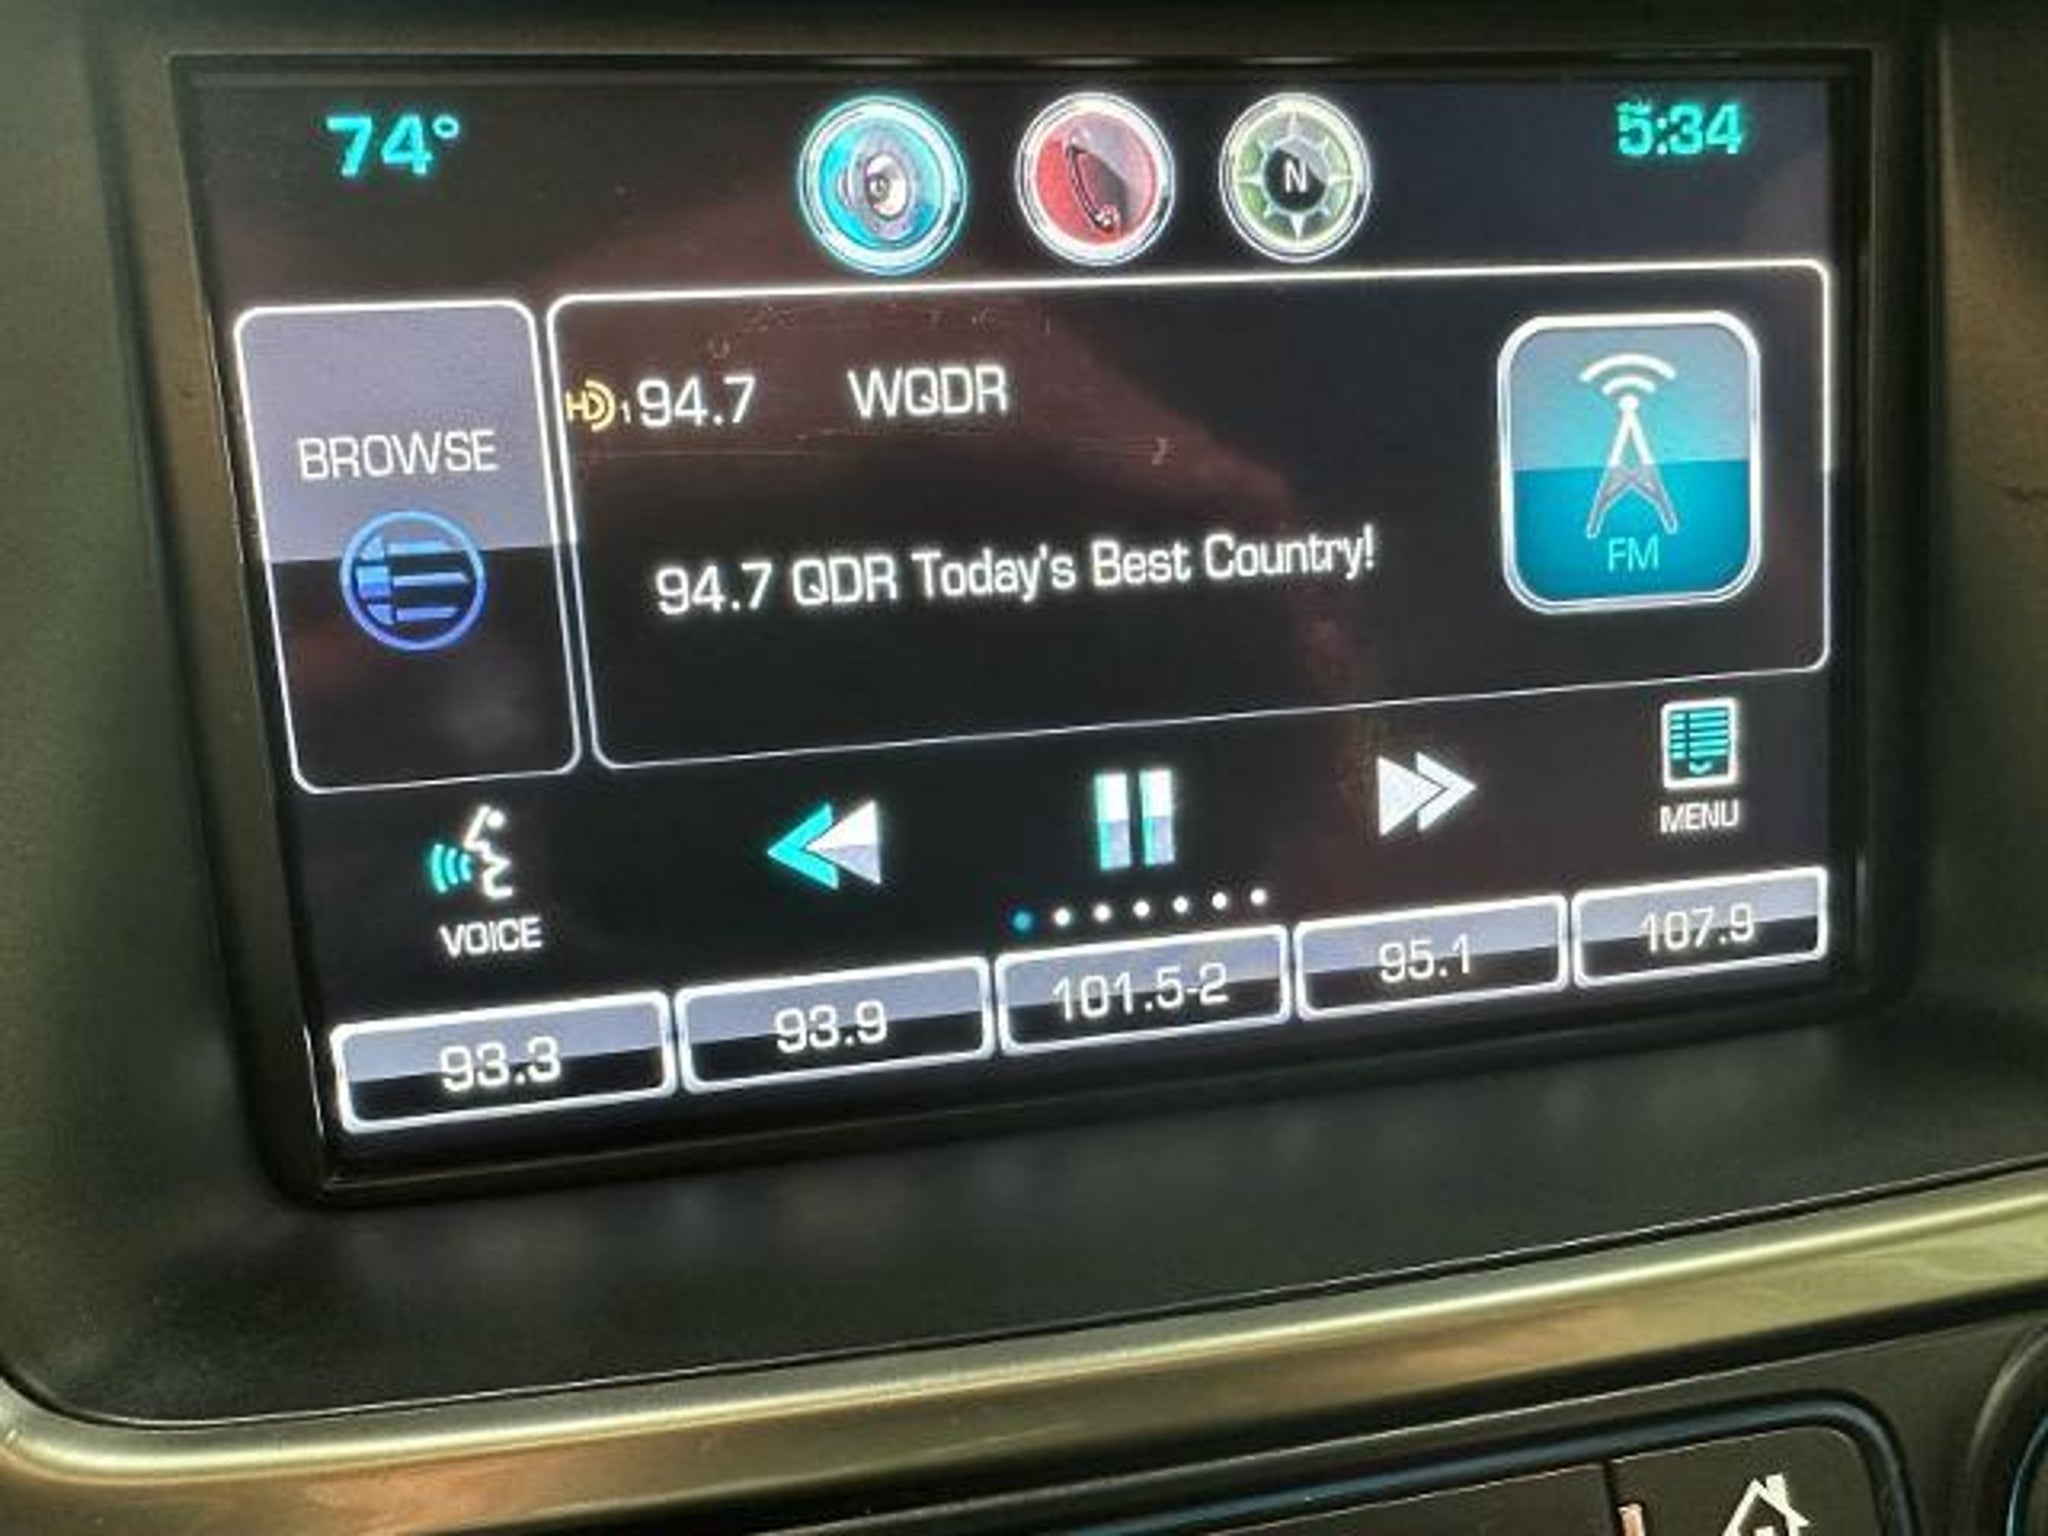 74°
5:34
N
BROWSE
HD 1 94.7 WQDR
94.7 QDR Today's Best Country!
FM
MENU
VOICE
93.3
93.9
101.5-2
95.1
107.9